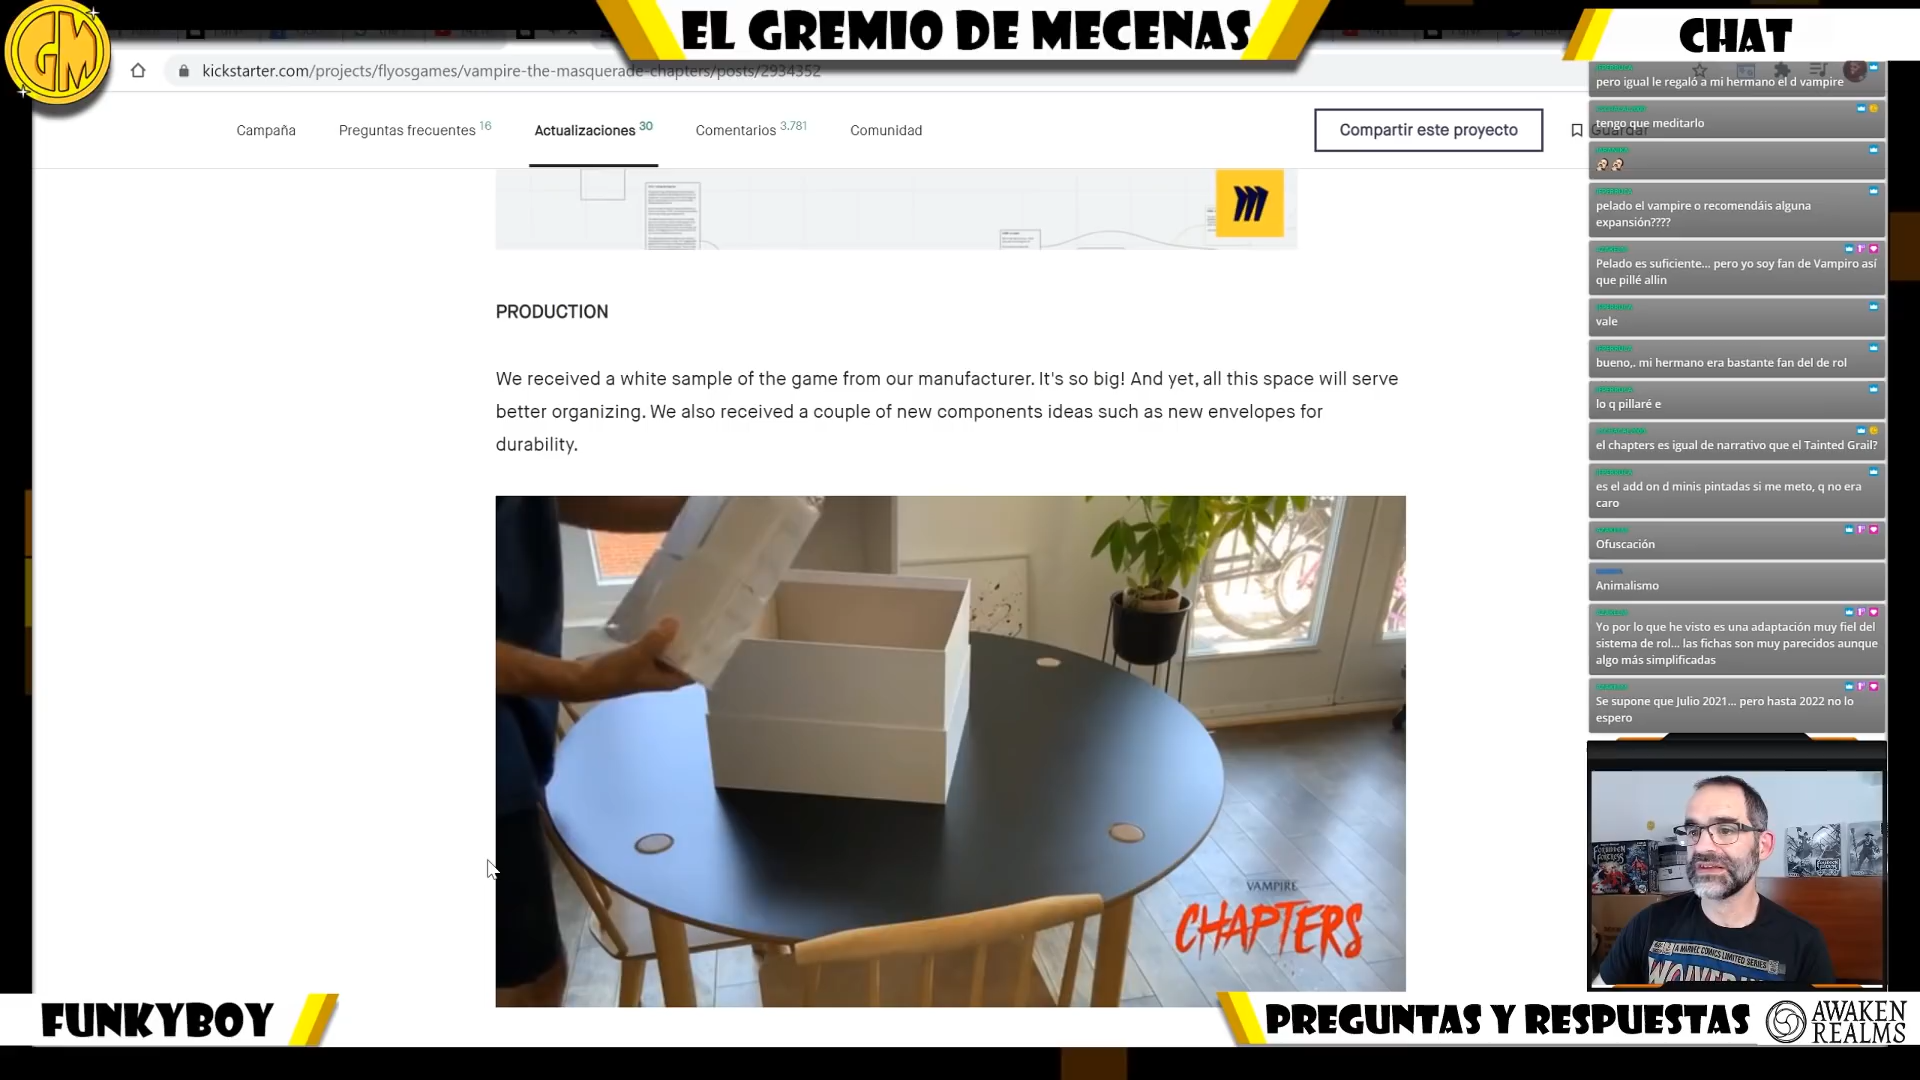 GM
EL GREMIO DE MECENAS
CHAT
kickstarter.com/projects/flyosgames/vampire-the-masquerade-chapters/posts/2934352
Campaña
Preguntas frecuentes 16
Actualizaciones 30
Comentarios 3.781
Comunidad
Compartir este proyecto
Guardar
PRODUCTION
We received a white sample of the game from our manufacturer. It's so big! And yet, all this space will serve
better organizing. We also received a couple of new components ideas such as new envelopes for
durability.
VAMPIRE
CHAPTERS
pero igual le regaló a mi hermano el d vampire
tengo que meditarlo
pelado el vampire o recomendáis alguna
expansión????
Pelado es suficiente... pero yo soy fan de Vampiro así
que pillé allin
vale
bueno,. mi hermano era bastante fan del de rol
lo q pillaré e
el chapters es igual de narrativo que el Tainted Grail?
es el add on d minis pintadas si me meto, q no era
caro
Ofuscación
Animalismo
Yo por lo que he visto es una adaptación muy fiel del
sistema de rol... las fichas son muy parecidos aunque
algo más simplificadas
Se supone que Julio 2021... pero hasta 2022 no lo
espero
FORBIDDEN
FORTRESS
A MARVEL COMICS LIMITED SERIES
FUNKYBOY
PREGUNTAS Y RESPUESTAS
AWAKEN
REALMS